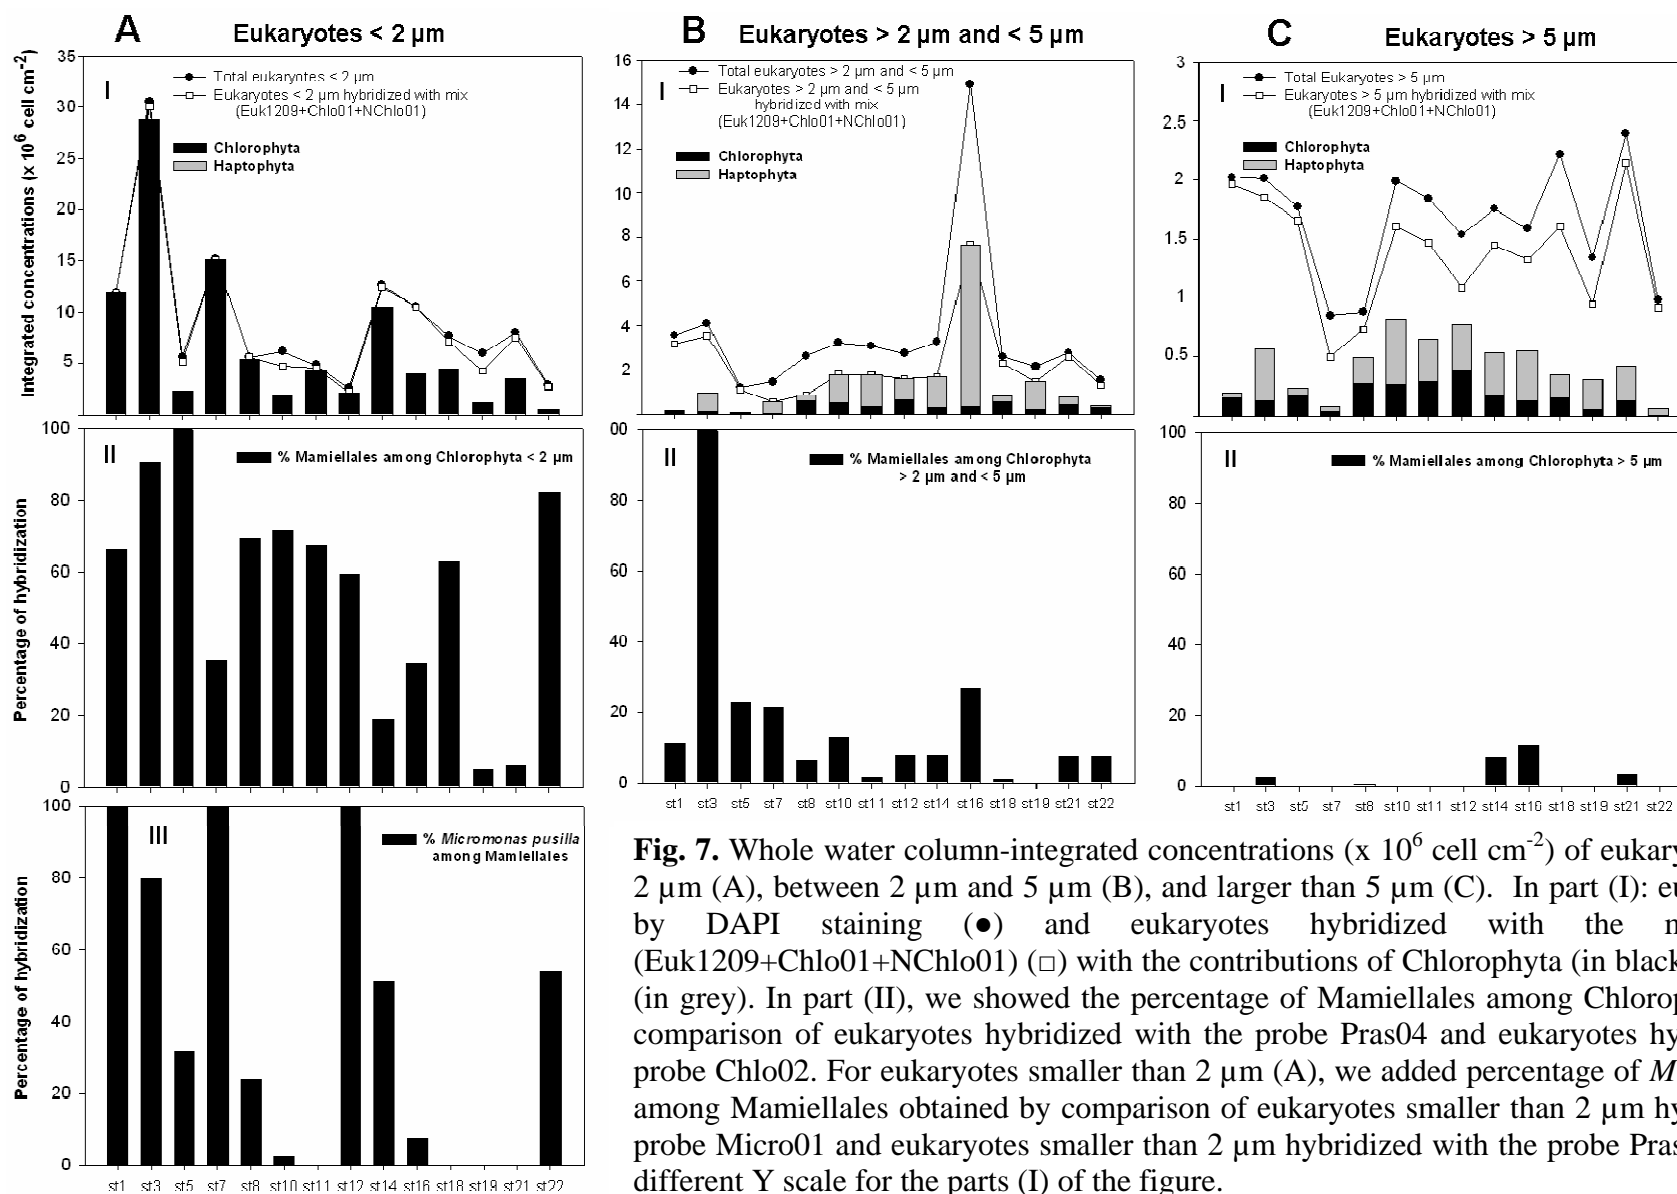 A
Eukaryotes < 2 µm
B
Eukaryotes > 2 µm and < 5 µm
C
Eukaryotes > 5 µm
Integrated concentrations (x 10⁶ cell cm⁻²)
35
30
25
20
15
10
5
I
Total eukaryotes < 2 µm
Eukaryotes < 2 µm hybridized with mix
(Euk1209+Chlo01+NChlo01)
Chlorophyta
Haptophyta
16
14
12
10
8
6
4
2
I
Total eukaryotes > 2 µm and < 5 µm
Eukaryotes > 2 µm and < 5 µm
hybridized with mix
(Euk1209+Chlo01+NChlo01)
Chlorophyta
Haptophyta
3
2.5
2
1.5
1
0.5
I
Total Eukaryotes > 5 µm
Eukaryotes > 5 µm hybridized with mix
(Euk1209+Chlo01+NChlo01)
Chlorophyta
Haptophyta
Percentage of hybridization
100
80
60
40
20
0
II
% Mamiellales among Chlorophyta < 2 µm
00
80
60
40
20
0
II
% Mamiellales among Chlorophyta
> 2 µm and < 5 µm
st1 st3 st5 st7 st8 st10 st11 st12 st14 st16 st18 st19 st21 st22
100
80
60
40
20
0
II
% Mamiellales among Chlorophyta > 5 µm
st1 st3 st5 st7 st8 st10 st11 st12 st14 st16 st18 st19 st21 st22
Percentage of hybridization
100
80
60
40
20
0
III
% Micromonas pusilla
among Mamiellales
st1 st3 st5 st7 st8 st10 st11 st12 st14 st16 st18 st19 st21 st22
Fig. 7. Whole water column-integrated concentrations (x 10⁶ cell cm⁻²) of eukary
2 µm (A), between 2 µm and 5 µm (B), and larger than 5 µm (C). In part (I): eu
by DAPI staining (●) and eukaryotes hybridized with the m
(Euk1209+Chlo01+NChlo01) (□) with the contributions of Chlorophyta (in black
(in grey). In part (II), we showed the percentage of Mamiellales among Chlorop
comparison of eukaryotes hybridized with the probe Pras04 and eukaryotes hy
probe Chlo02. For eukaryotes smaller than 2 µm (A), we added percentage of M
among Mamiellales obtained by comparison of eukaryotes smaller than 2 µm hy
probe Micro01 and eukaryotes smaller than 2 µm hybridized with the probe Pras
different Y scale for the parts (I) of the figure.